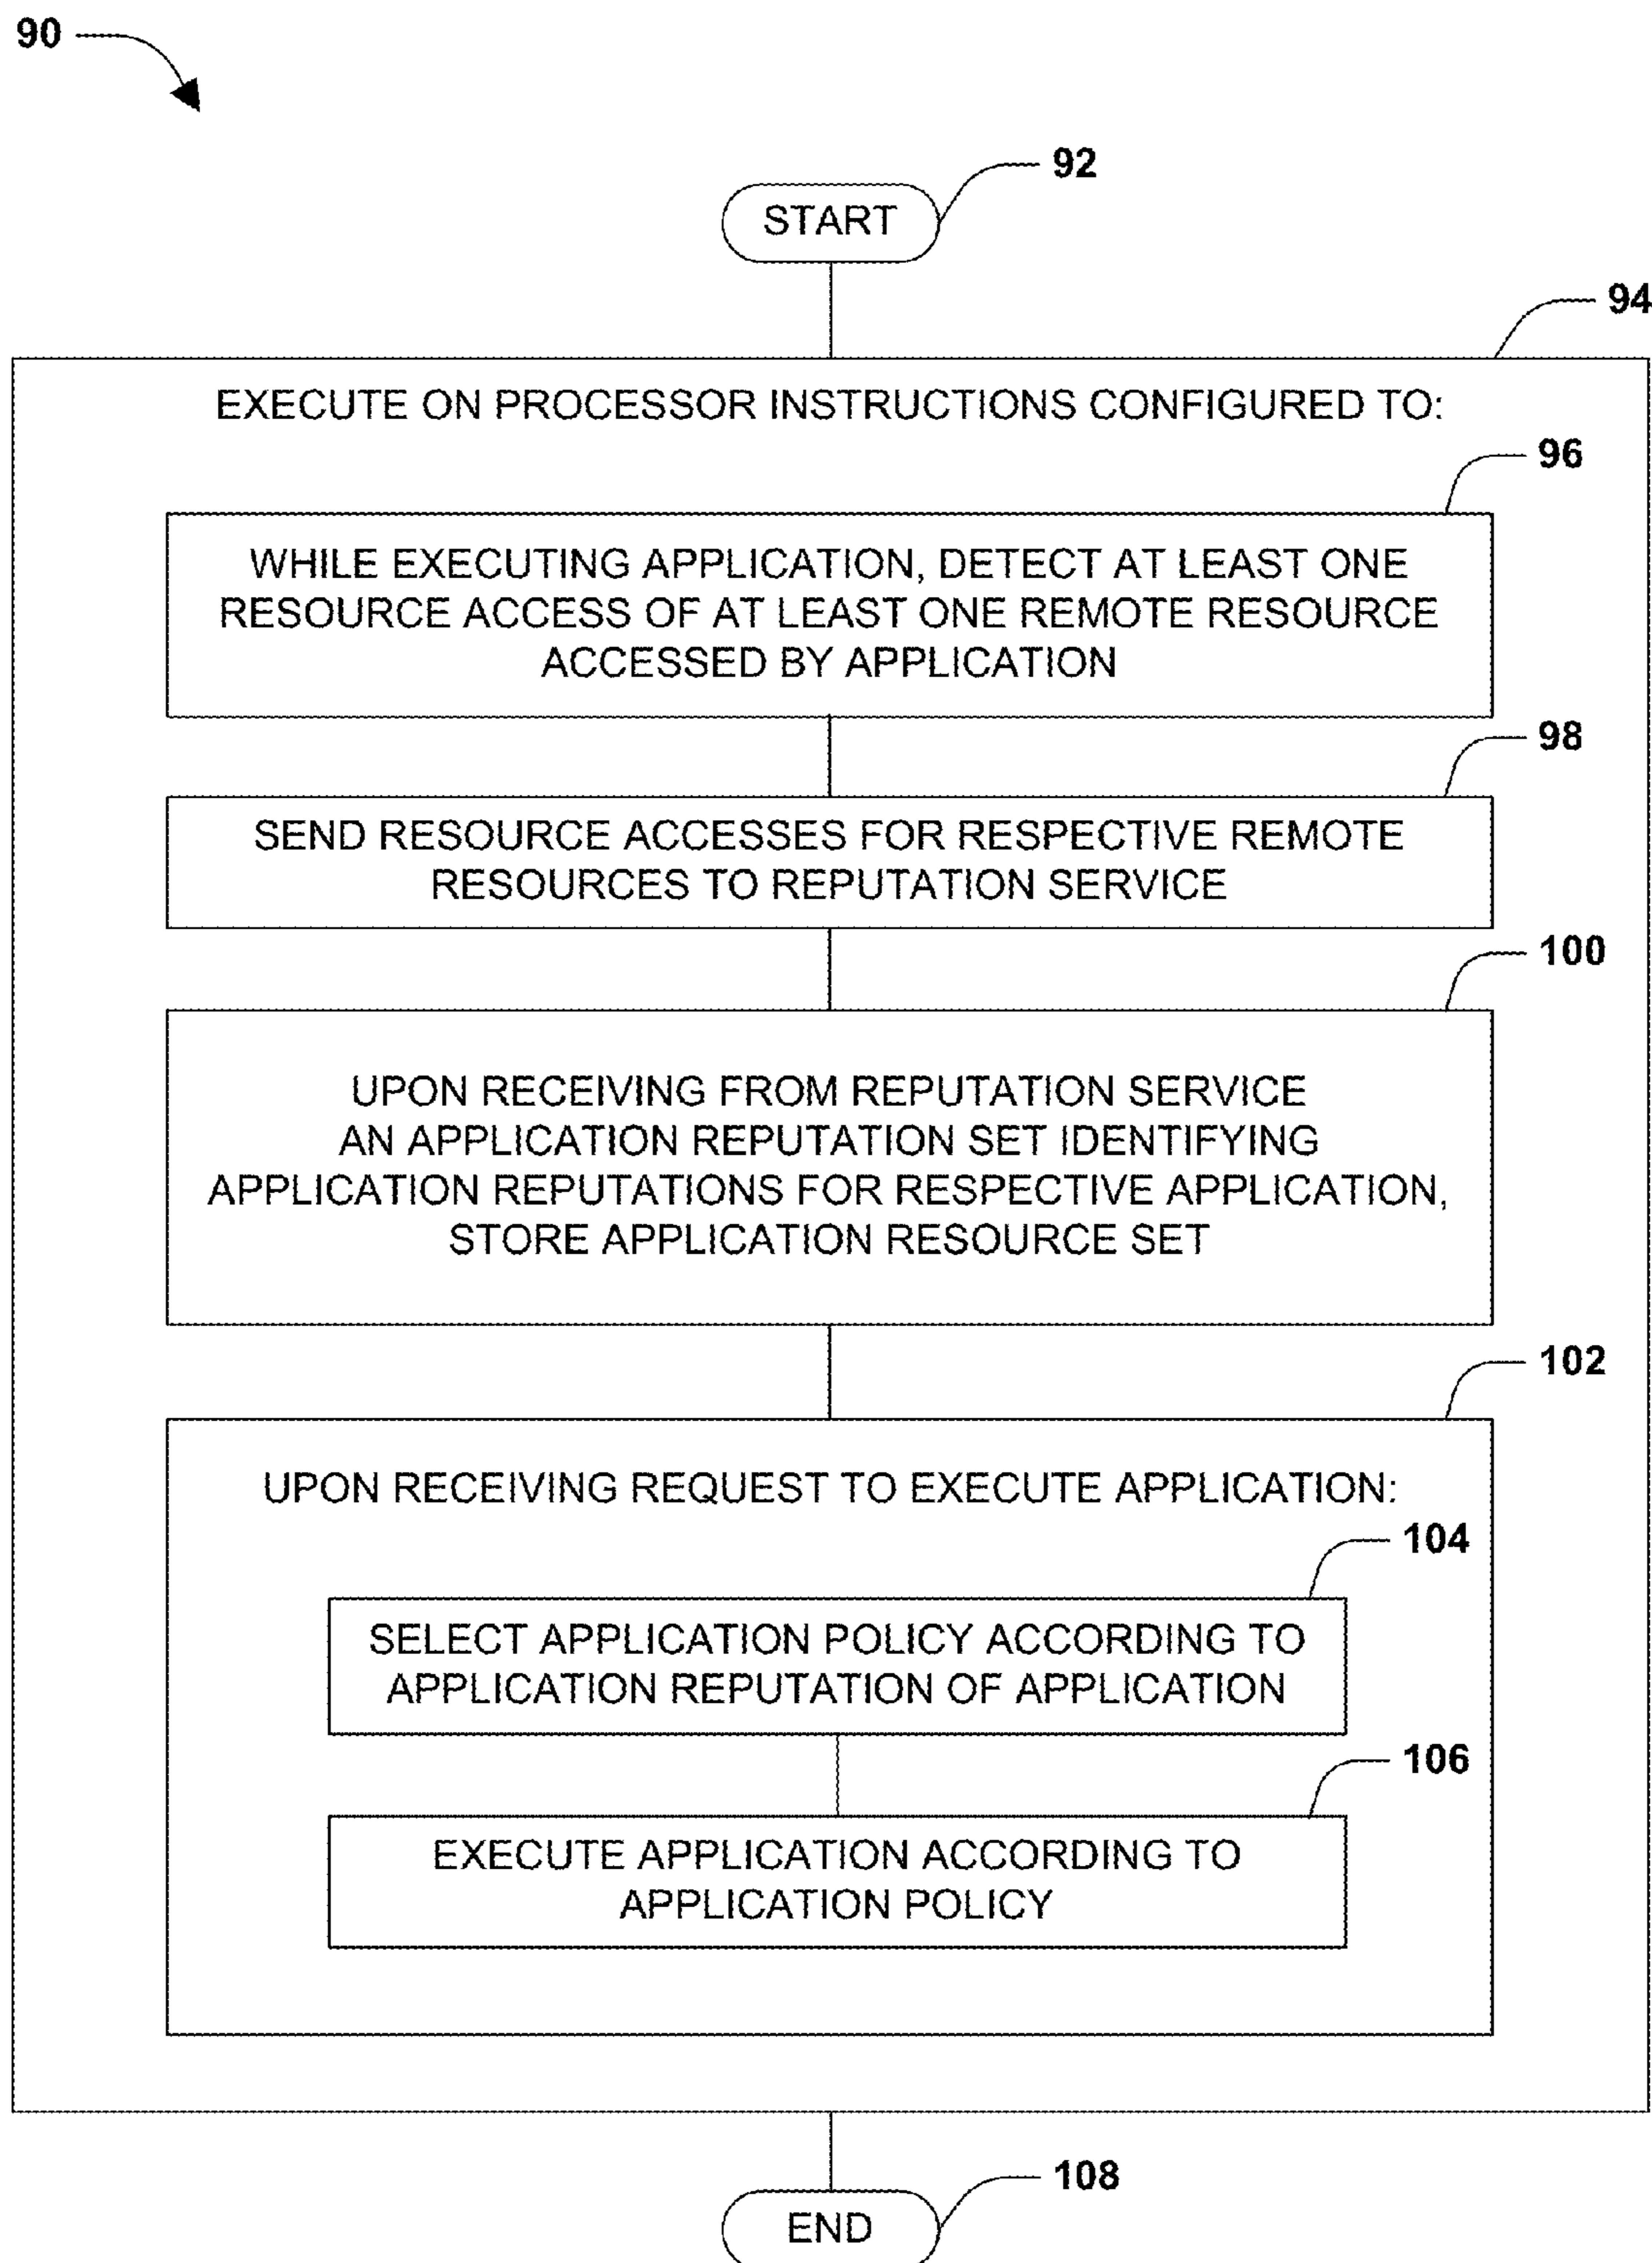 90
92
START
94
EXECUTE ON PROCESSOR INSTRUCTIONS CONFIGURED TO:
96
WHILE EXECUTING APPLICATION, DETECT AT LEAST ONE
RESOURCE ACCESS OF AT LEAST ONE REMOTE RESOURCE
ACCESSED BY APPLICATION
98
SEND RESOURCE ACCESSES FOR RESPECTIVE REMOTE
RESOURCES TO REPUTATION SERVICE
100
UPON RECEIVING FROM REPUTATION SERVICE
AN APPLICATION REPUTATION SET IDENTIFYING
APPLICATION REPUTATIONS FOR RESPECTIVE APPLICATION,
STORE APPLICATION RESOURCE SET
102
UPON RECEIVING REQUEST TO EXECUTE APPLICATION:
104
SELECT APPLICATION POLICY ACCORDING TO
APPLICATION REPUTATION OF APPLICATION
106
EXECUTE APPLICATION ACCORDING TO
APPLICATION POLICY
108
END